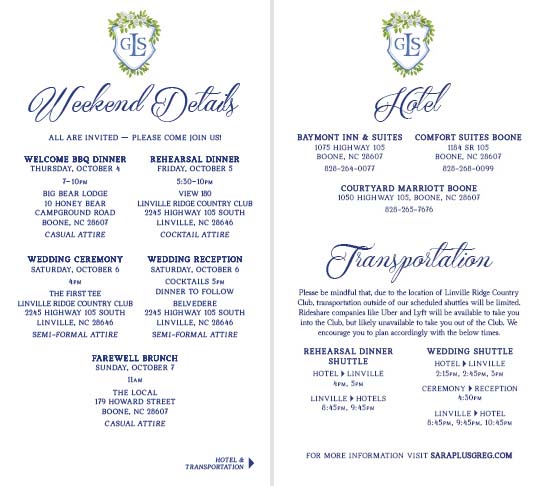 GLS
Weekend Details
ALL ARE INVITED — PLEASE COME JOIN US!
WELCOME BBQ DINNER
THURSDAY, OCTOBER 4
7-10PM
BIG BEAR LODGE
10 HONEY BEAR
CAMPGROUND ROAD
BOONE, NC 28607
CASUAL ATTIRE
REHEARSAL DINNER
FRIDAY, OCTOBER 5
5:30-10PM
VIEW 180
LINVILLE RIDGE COUNTRY CLUB
2245 HIGHWAY 105 SOUTH
LINVILLE, NC 28646
COCKTAIL ATTIRE
WEDDING CEREMONY
SATURDAY, OCTOBER 6
4PM
THE FIRST TEE
LINVILLE RIDGE COUNTRY CLUB
2245 HIGHWAY 105 SOUTH
LINVILLE, NC 28646
SEMI-FORMAL ATTIRE
WEDDING RECEPTION
SATURDAY, OCTOBER 6
COCKTAILS 5PM
DINNER TO FOLLOW
BELVEDERE
2245 HIGHWAY 105 SOUTH
LINVILLE, NC 28646
SEMI-FORMAL ATTIRE
FAREWELL BRUNCH
SUNDAY, OCTOBER 7
11AM
THE LOCAL
179 HOWARD STREET
BOONE, NC 28607
CASUAL ATTIRE
HOTEL &
TRANSPORTATION
GLS
Hotel
BAYMONT INN & SUITES
1075 HIGHWAY 105
BOONE, NC 28607
828-264-0077
COMFORT SUITES BOONE
1184 SR 105
BOONE, NC 28607
828-268-0099
COURTYARD MARRIOTT BOONE
1050 HIGHWAY 105, BOONE, NC 28607
828-265-7676
Transportation
Please be mindful that, due to the location of Linville Ridge Country
Club, transportation outside of our scheduled shuttles will be limited.
Rideshare companies like Uber and Lyft will be available to take you
into the Club, but likely unavailable to take you out of the Club. We
encourage you to plan accordingly with the below times.
REHEARSAL DINNER
SHUTTLE
HOTEL LINVILLE
4PM, 5PM
LINVILLE HOTELS
8:45PM, 9:45PM
WEDDING SHUTTLE
HOTEL LINVILLE
2:15PM, 2:45PM, 3PM
CEREMONY RECEPTION
4:30PM
LINVILLE HOTEL
8:45PM, 9:45PM, 10:45PM
FOR MORE INFORMATION VISIT SARAPLUSGREG.COM